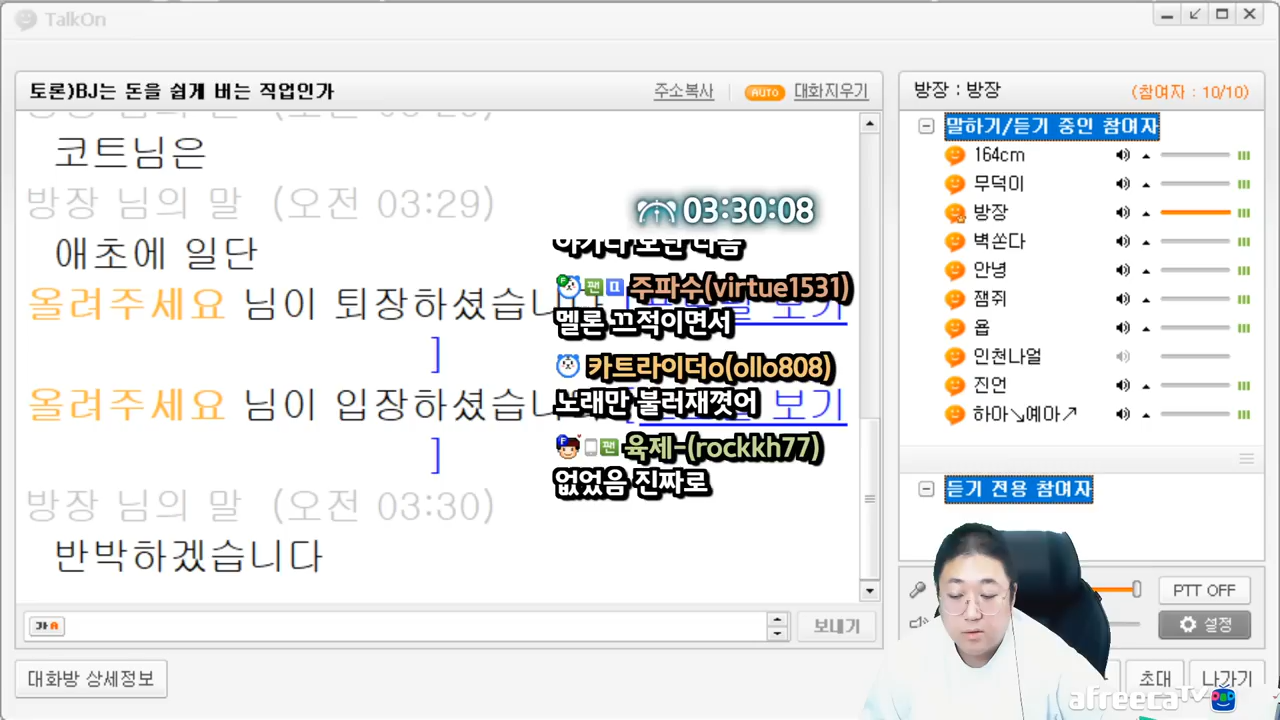 TalkOn
토론)BJ는 돈을 쉽게 버는 직업인가
주소복사
AUTO
대화지우기
코트님은
방장 님의 말 (오전 03:29)
애초에 일단
올려주세요 님이 퇴장하셨습니다
]
올려주세요 님이 입장하셨습니다
보기
]
방장 님의 말 (오전 03:30)
반박하겠습니다
03:30:08
주파수(virtue1531)
멜론 끄적이면서
카트라이더o(ollo808)
노래만 불러재꼇어
육제-(rockkh77)
없었음 진짜로
가A
보내기
대화방 상세정보
방장 : 방장
(참여자 : 10/10)
말하기/듣기 중인 참여자
164cm
무덕이
방장
벽쏜다
안녕
잼쥐
욥
인천나얼
진언
하아↘예아↗
듣기 전용 참여자
PTT OFF
설정
초대
나가기
afreecaTV